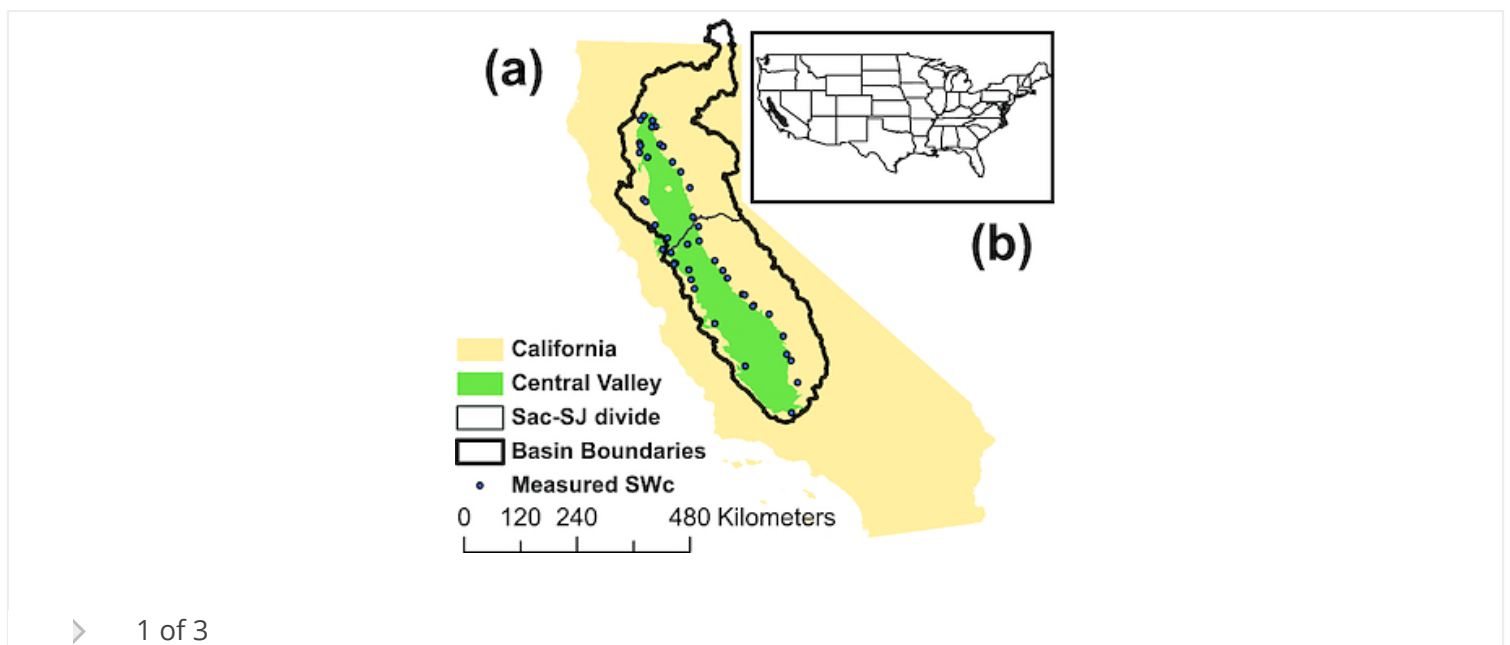 (a)
(b)
California
Central Valley
Sac-SJ divide
Basin Boundaries
Measured SWc
0 120 240 480 Kilometers
1 of 3